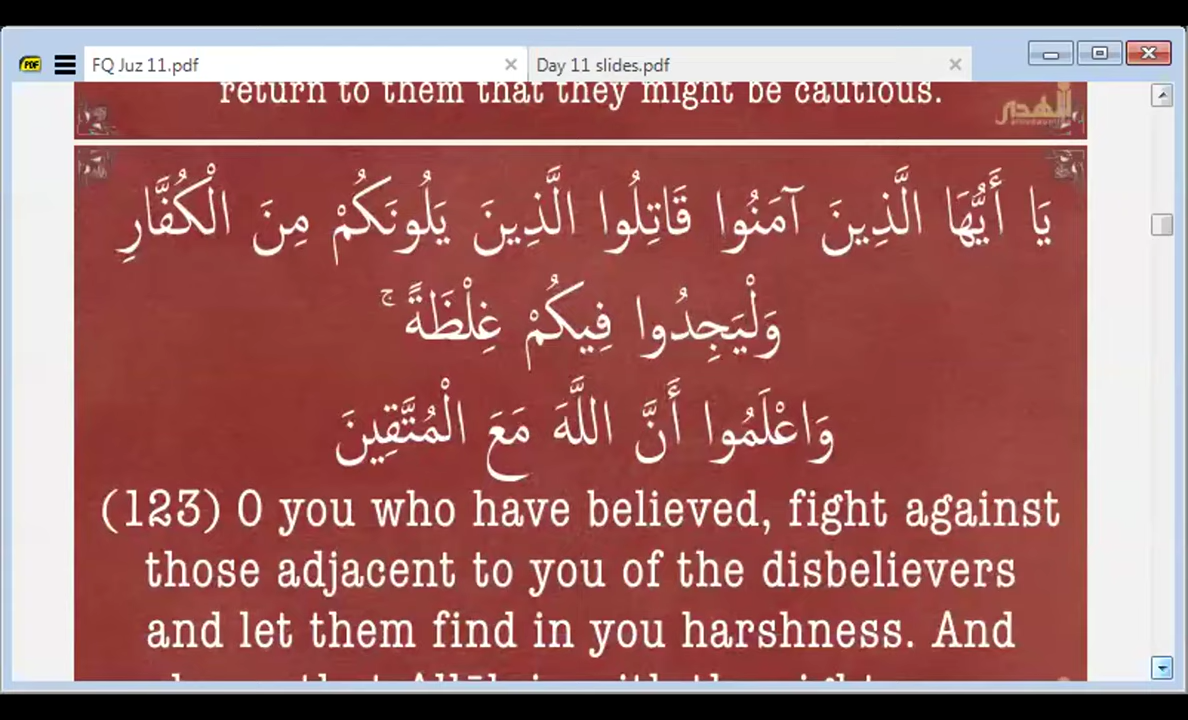 FQ Juz 11.pdf
Day 11 slides.pdf
return to them that they might be cautious.
الهدى
يَا أَيُّهَا الَّذِينَ آمَنُوا قَاتِلُوا الَّذِينَ يَلُونَكُمْ مِنَ الْكُفَّارِ
وَلْيَجِدُوا فِيكُمْ غِلْظَةً ۚ
وَاعْلَمُوا أَنَّ اللَّهَ مَعَ الْمُتَّقِينَ
(123) O you who have believed, fight against
those adjacent to you of the disbelievers
and let them find in you harshness. And